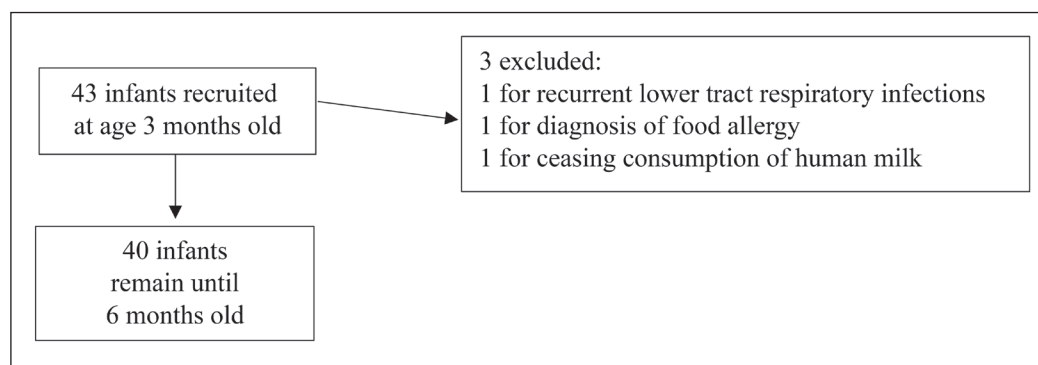 43 infants recruited
at age 3 months old
3 excluded:
1 for recurrent lower tract respiratory infections
1 for diagnosis of food allergy
1 for ceasing consumption of human milk
40 infants
remain until
6 months old